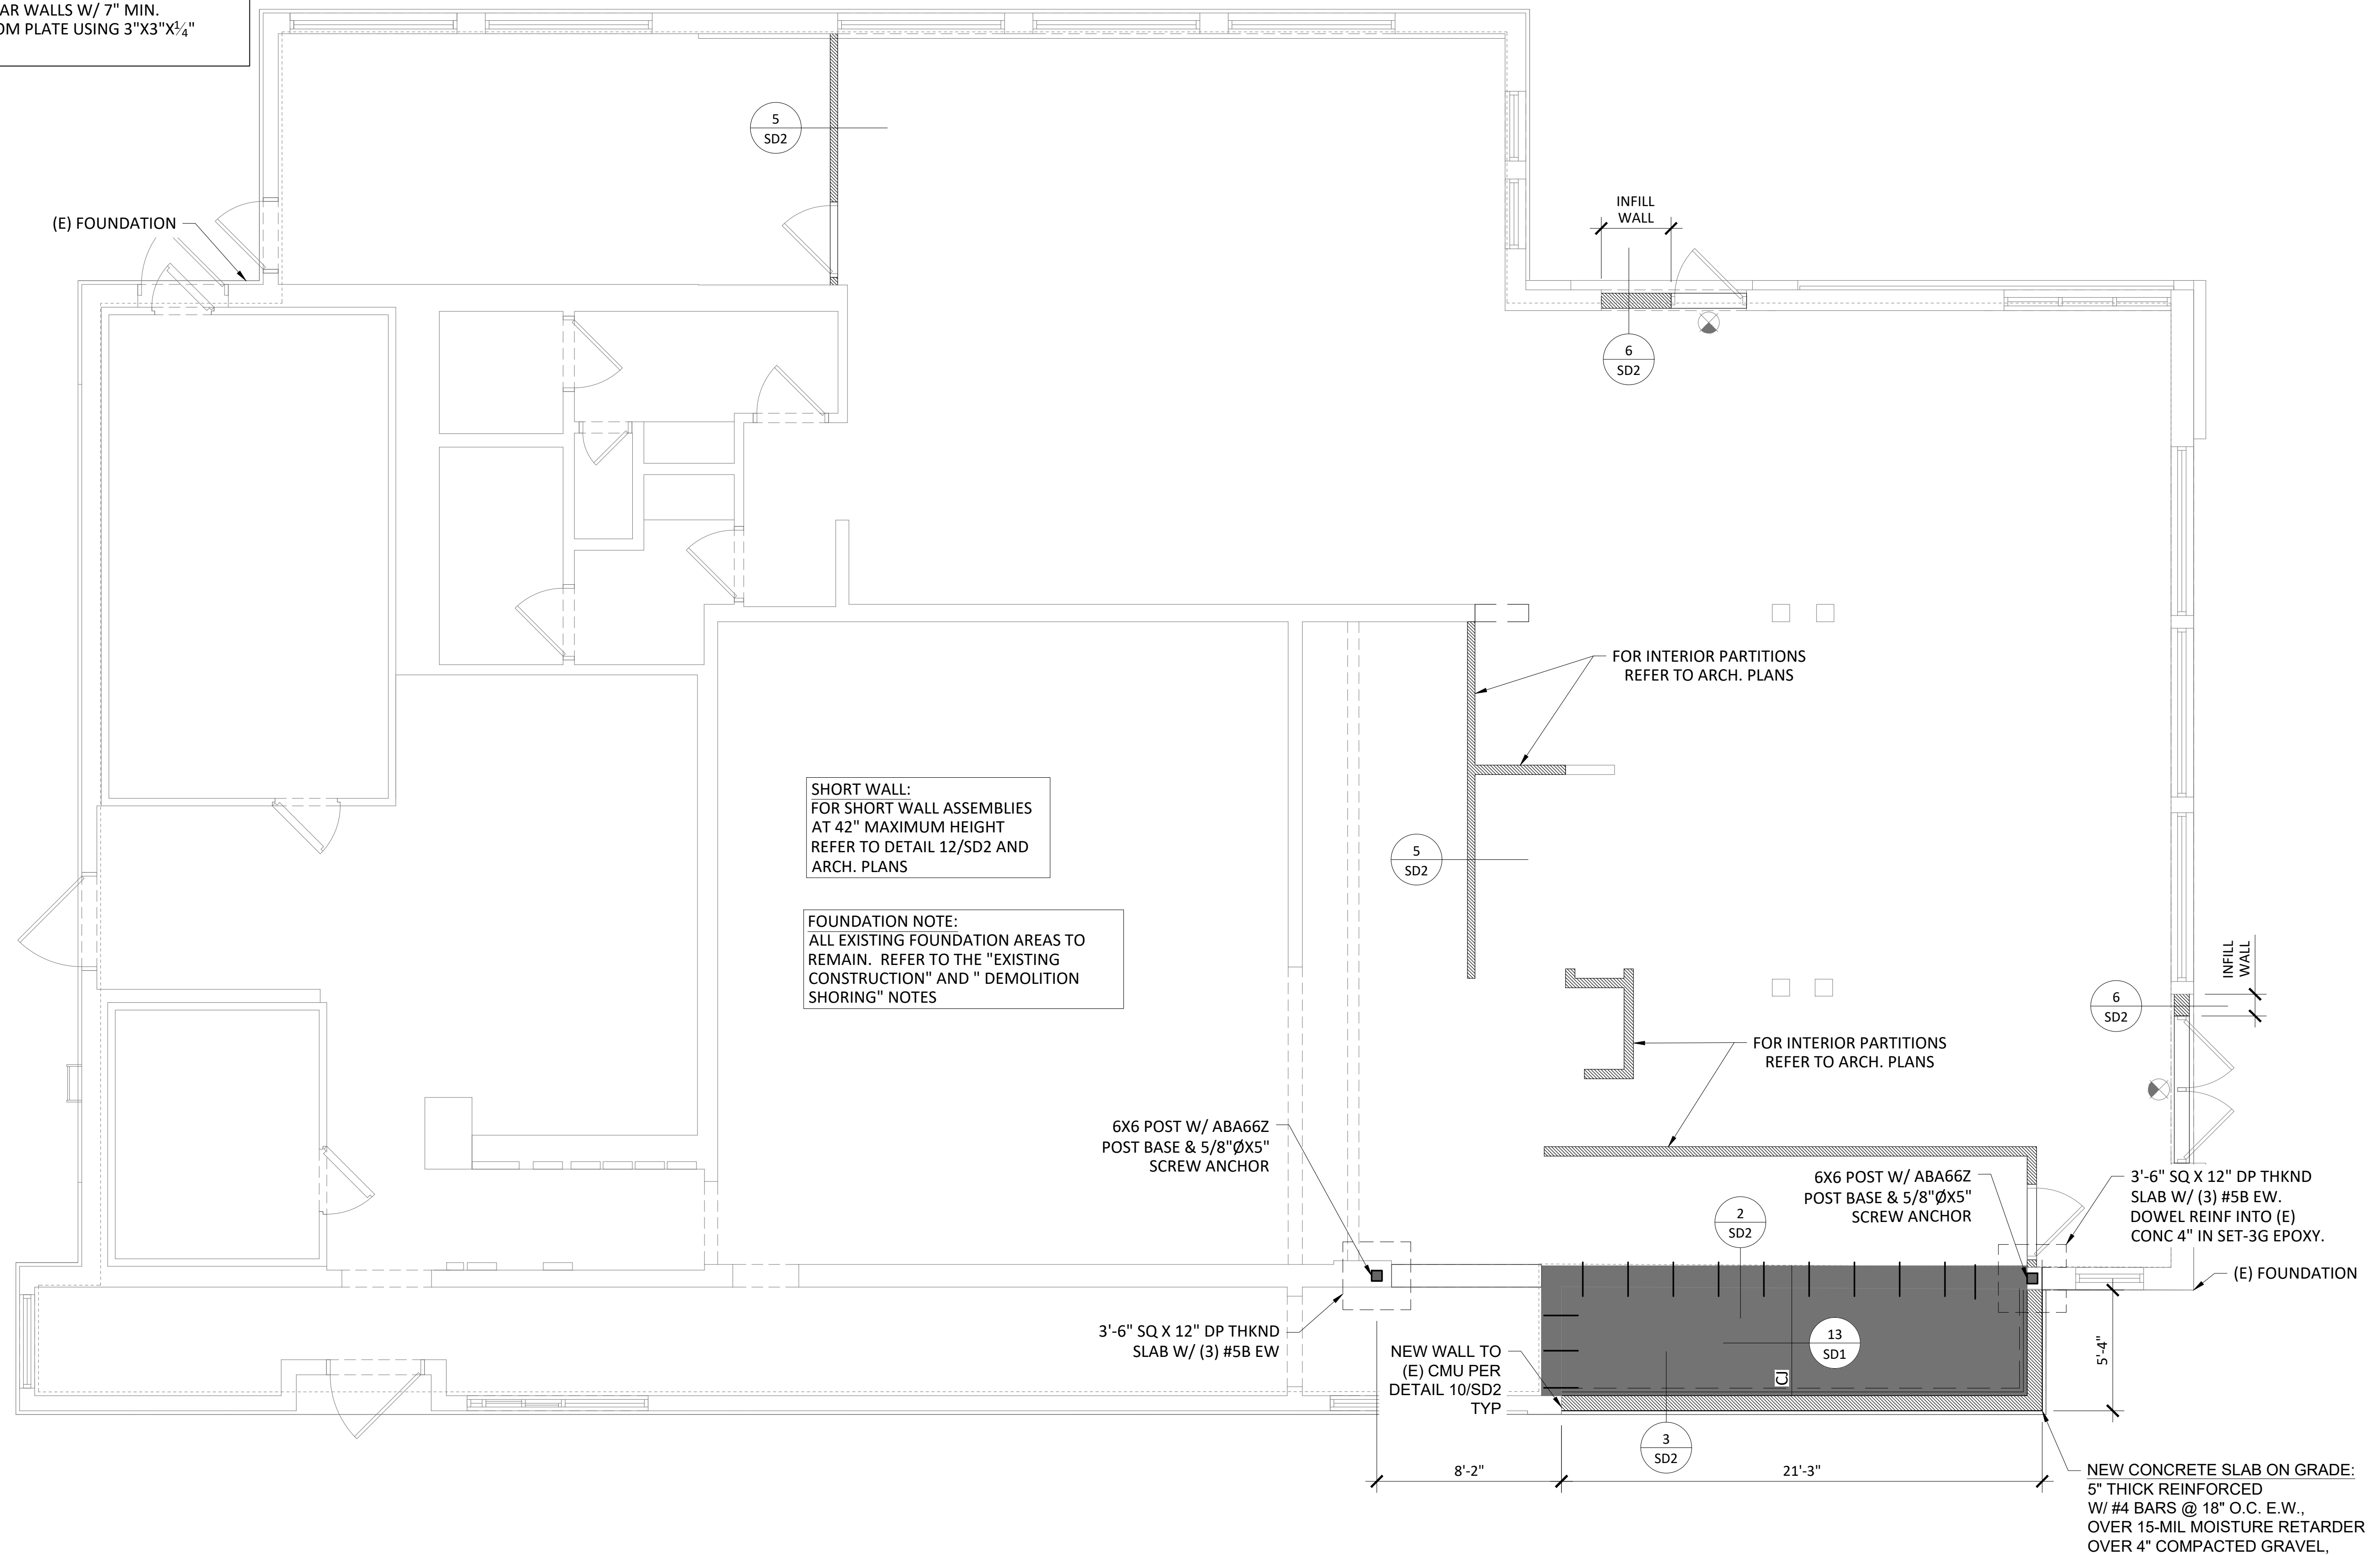 AR WALLS W/ 7" MIN.
OM PLATE USING 3"X3"X1/4"
5
SD2
(E) FOUNDATION
INFILL
WALL
6
SD2
FOR INTERIOR PARTITIONS
REFER TO ARCH. PLANS
SHORT WALL:
FOR SHORT WALL ASSEMBLIES
AT 42" MAXIMUM HEIGHT
REFER TO DETAIL 12/SD2 AND
ARCH. PLANS
5
SD2
FOUNDATION NOTE:
ALL EXISTING FOUNDATION AREAS TO
REMAIN. REFER TO THE "EXISTING
CONSTRUCTION" AND " DEMOLITION
SHORING" NOTES
INFILL
WALL
6
SD2
FOR INTERIOR PARTITIONS
REFER TO ARCH. PLANS
6X6 POST W/ ABA66Z
POST BASE & 5/8"ØX5"
SCREW ANCHOR
6X6 POST W/ ABA66Z
POST BASE & 5/8"ØX5"
SCREW ANCHOR
3'-6" SQ X 12" DP THKND
SLAB W/ (3) #5B EW.
DOWEL REINF INTO (E)
CONC 4" IN SET-3G EPOXY.
2
SD2
(E) FOUNDATION
3'-6" SQ X 12" DP THKND
SLAB W/ (3) #5B EW
13
SD1
NEW WALL TO
(E) CMU PER
DETAIL 10/SD2
TYP
CJ
5'-4"
3
SD2
8'-2"
21'-3"
NEW CONCRETE SLAB ON GRADE:
5" THICK REINFORCED
W/ #4 BARS @ 18" O.C. E.W.,
OVER 15-MIL MOISTURE RETARDER
OVER 4" COMPACTED GRAVEL,